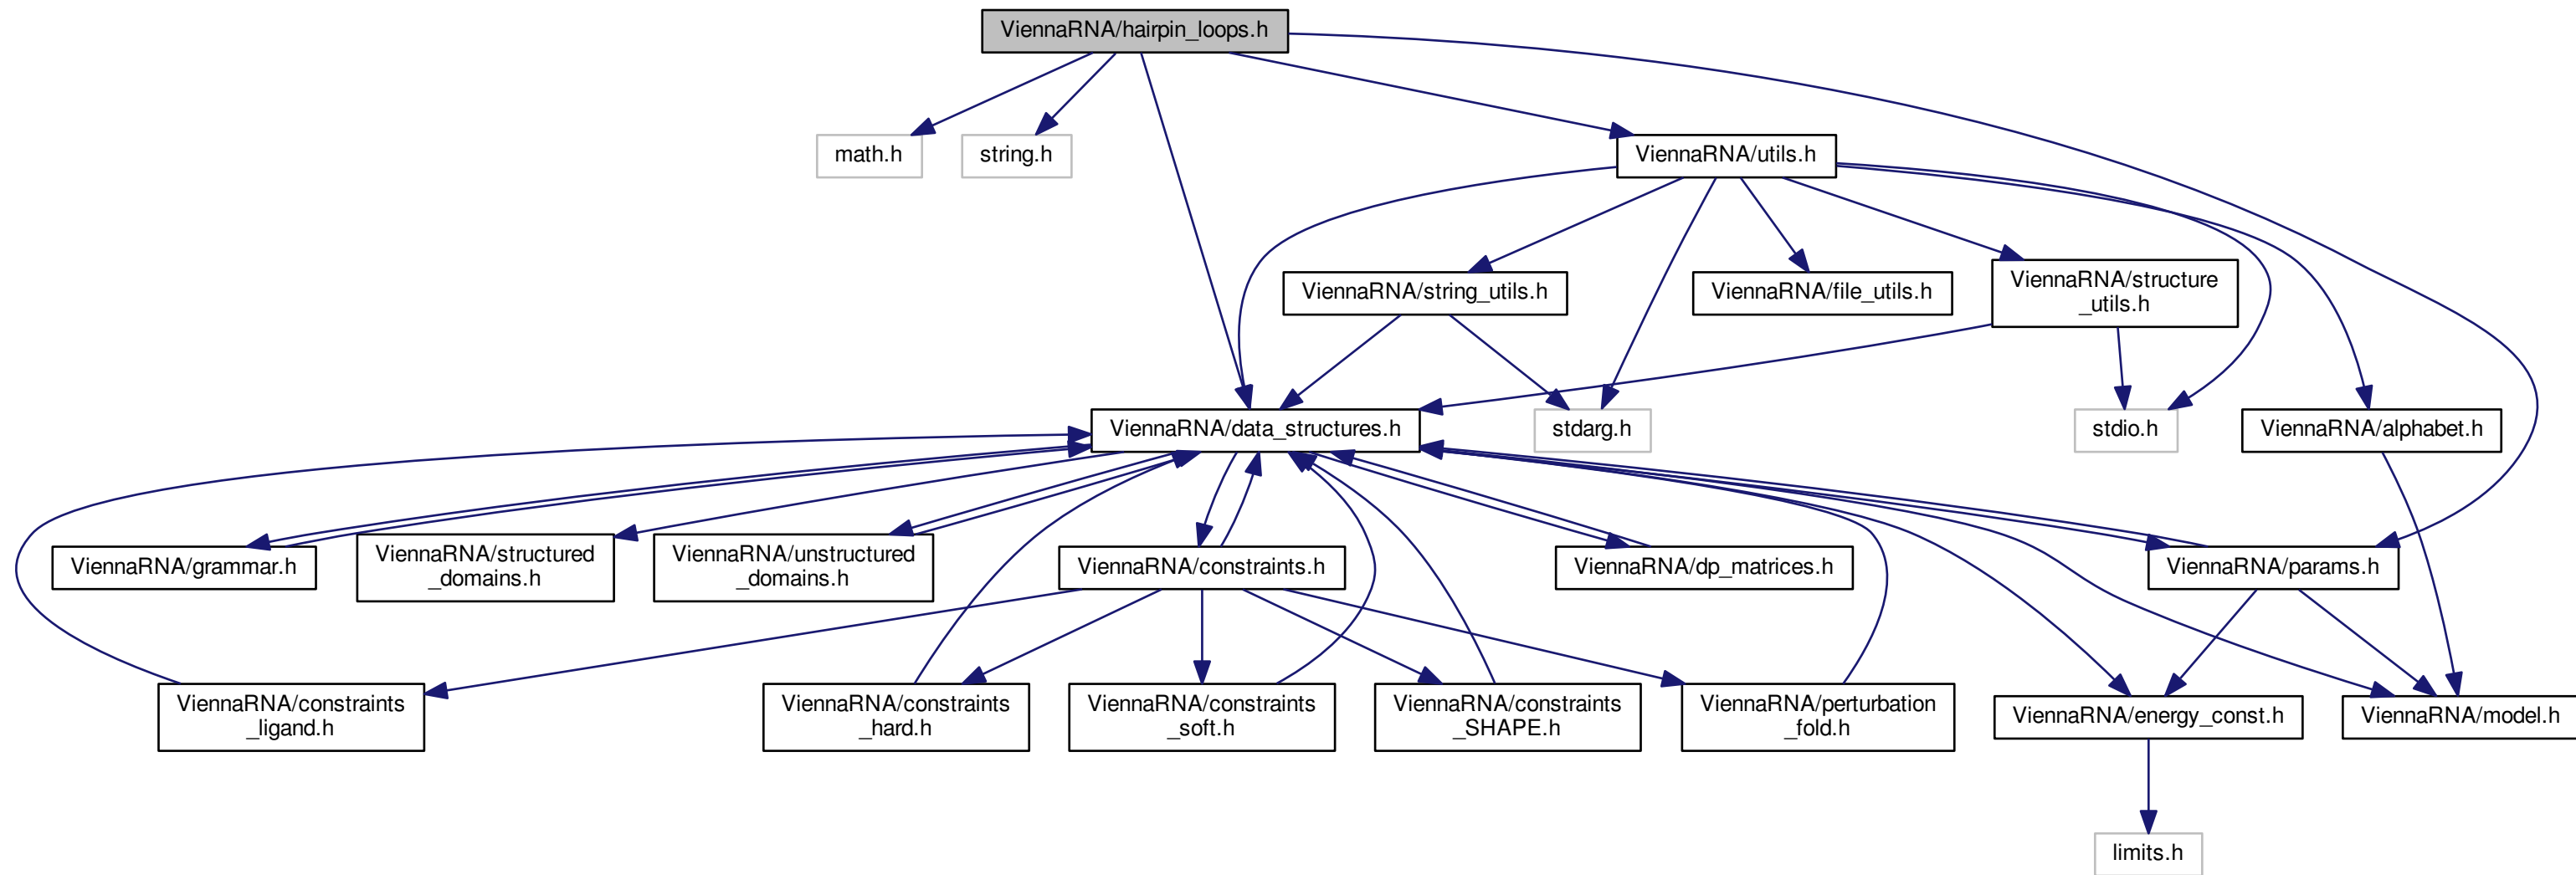 ViennaRNA/hairpin_loops.h
math.h
string.h
ViennaRNA/utils.h
ViennaRNA/string_utils.h
ViennaRNA/file_utils.h
ViennaRNA/structure
_utils.h
ViennaRNA/data_structures.h
stdarg.h
stdio.h
ViennaRNA/alphabet.h
ViennaRNA/grammar.h
ViennaRNA/structured
_domains.h
ViennaRNA/unstructured
_domains.h
ViennaRNA/constraints.h
ViennaRNA/dp_matrices.h
ViennaRNA/params.h
ViennaRNA/constraints
_ligand.h
ViennaRNA/constraints
_hard.h
ViennaRNA/constraints
_soft.h
ViennaRNA/constraints
_SHAPE.h
ViennaRNA/perturbation
_fold.h
ViennaRNA/energy_const.h
ViennaRNA/model.h
limits.h